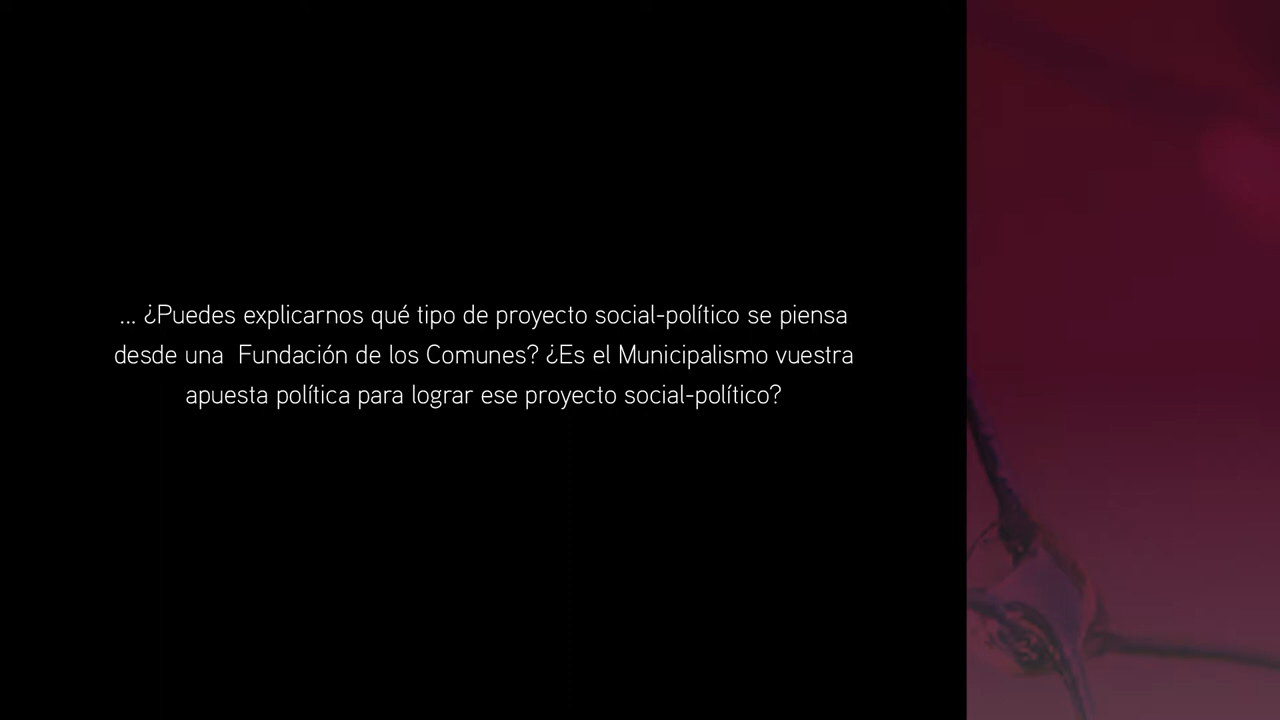 ... ¿Puedes explicarnos qué tipo de proyecto social-político se piensa
desde una  Fundación de los Comunes? ¿Es el Municipalismo vuestra
apuesta política para lograr ese proyecto social-político?